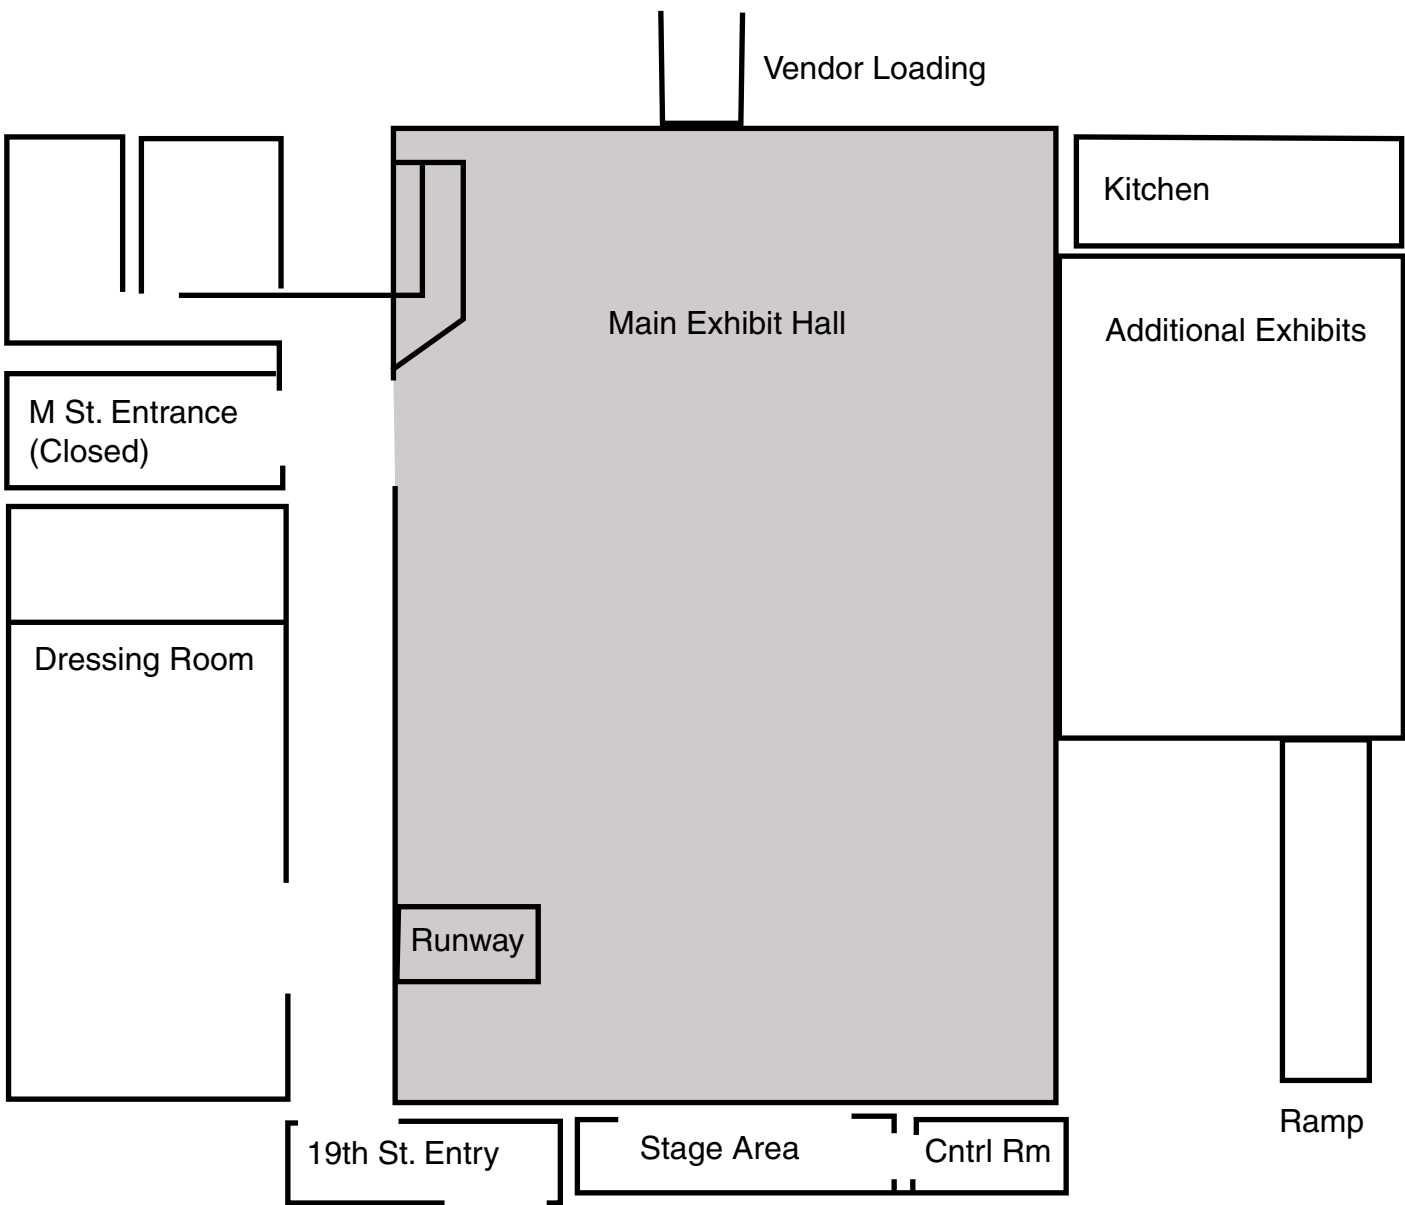 Vendor Loading
Kitchen
Main Exhibit Hall
Additional Exhibits
M St. Entrance
(Closed)
Dressing Room
Runway
Ramp
19th St. Entry
Stage Area
Cntrl Rm